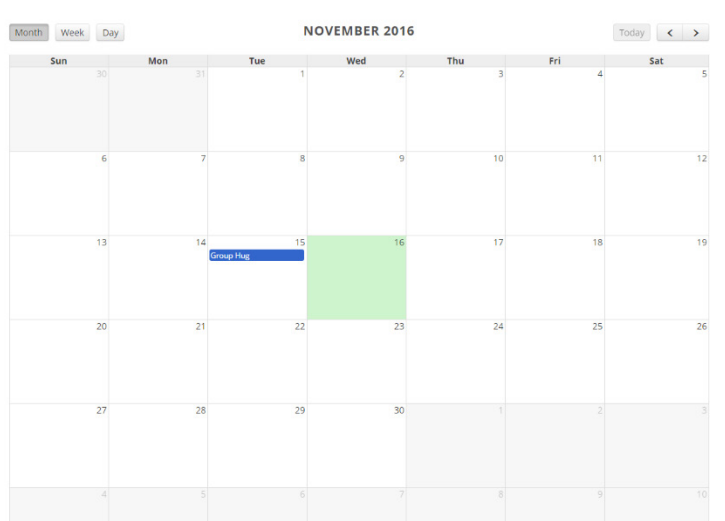 Month Week Day NOVEMBER 2016 Today < >
Sun Mon Tue Wed Thu Fri Sat
30 31 1 2 3 4 5
6 7 8 9 10 11 12
13 14 15 16 17 18 19
Group Hug
20 21 22 23 24 25 26
27 28 29 30 1 2 3
4 5 6 7 8 9 10